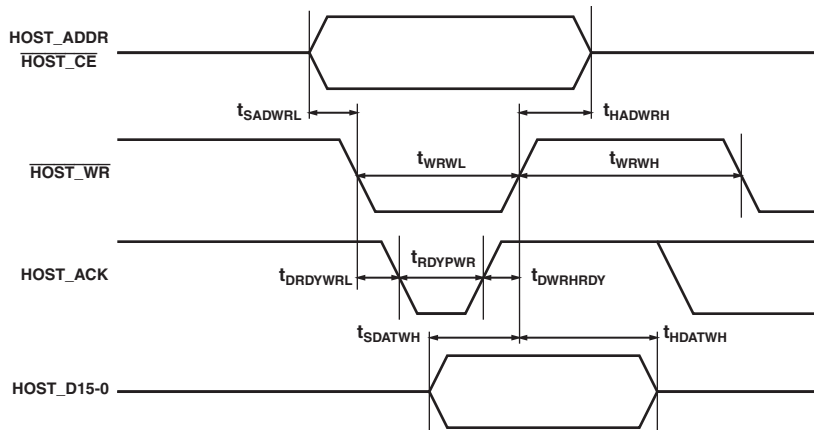 HOST_ADDR
HOST_CE
tSADWRL
tHADWRH
HOST_WR
tWRWL
tWRWH
HOST_ACK
tDRDYWRL
tRDYPWR
tDWRHRDY
tSDATWH
tHDATWH
HOST_D15-0